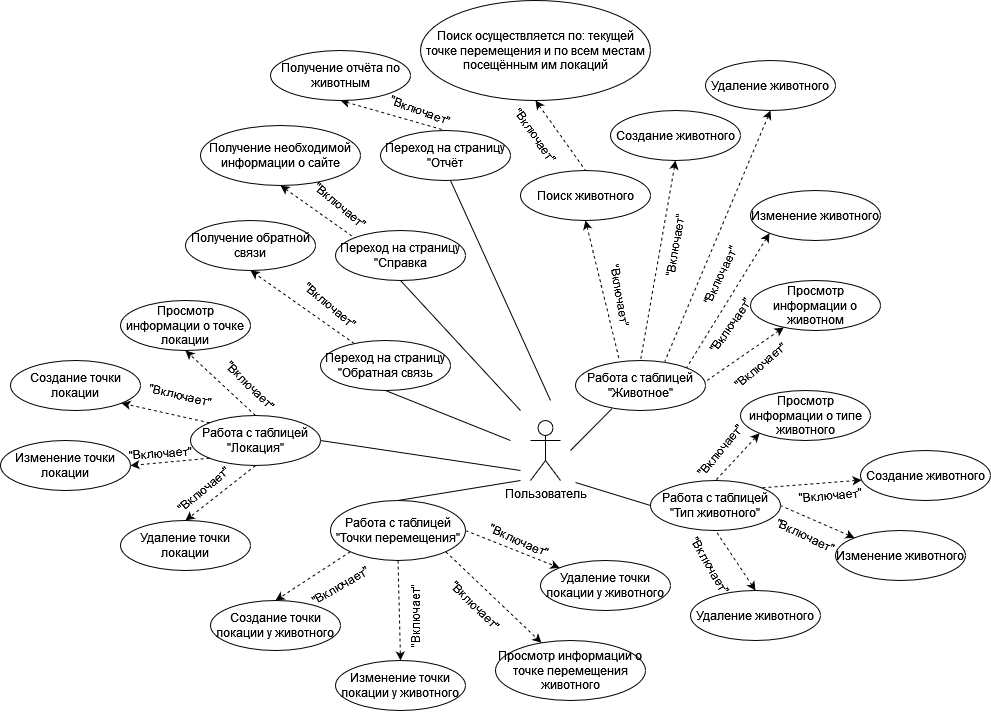 Поиск осуществляется по: текущей
точке перемещения и по всем местам
посещённым им локаций
Получение отчёта по
животным
"Включает"
Удаление животного
"Включает"
Создание животного
Получение необходимой
информации о сайте
Переход на страницу
"Отчёт
Поиск животного
"Включает"
Изменение животного
Получение обратной
связи
Переход на страницу
"Справка
"Включает"
"Включает"
"Включает"
"Включает"
"Включает"
Просмотр
информации о
животном
Просмотр
информации о точке
локации
"Включает"
Переход на страницу
"Обратная связь
"Включает"
Работа с таблицей
"Животное"
Создание точки
локации
"Включает"
"Включает"
Просмотр
информации о типе
животного
Работа с таблицей
"Локация"
"Включает"
Изменение точки
локации
"Включает"
"Включает"
Пользователь
Создание животного
Работа с таблицей
"Тип животного"
"Включает"
Удаление точки
локации
Работа с таблицей
"Точки перемещения"
"Включает"
"Включает"
Изменение животного
"Включает"
Удаление точки
локации у животного
"Включает"
"Включает"
"Включает"
Удаление животного
Создание точки
локации у животного
Изменение точки
локации у животного
Просмотр информации о
точке перемещения
животного